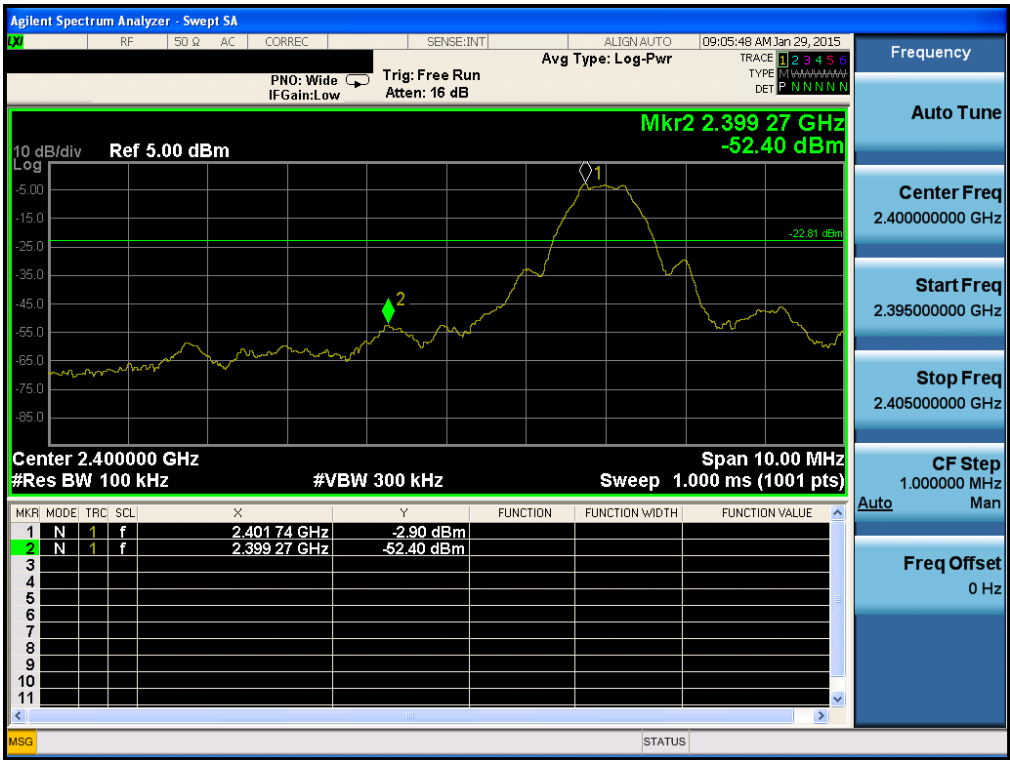 Agilent Spectrum Analyzer - Swept SA
LXI RF 50 Ω AC CORREC SENSE:INT ALIGN AUTO 09:05:48 AM Jan 29, 2015
Frequency
Avg Type: Log-Pwr
TRACE 1 2 3 4 5 6
PNO: Wide
Trig: Free Run
TYPE M
IFGain:Low
Atten: 16 dB
DET P N N N N N
Auto Tune
Mkr2 2.399 27 GHz
-52.40 dBm
10 dB/div
Log
Ref 5.00 dBm
1
-5.00
-15.0
-22.81 dBm
-25.0
-35.0
2
-45.0
-55.0
-65.0
-75.0
-85.0
Center 2.400000 GHz
Span 10.00 MHz
#Res BW 100 kHz
#VBW 300 kHz
Sweep 1.000 ms (1001 pts)
Center Freq
2.400000000 GHz
Start Freq
2.395000000 GHz
Stop Freq
2.405000000 GHz
CF Step
1.000000 MHz
Auto Man
Freq Offset
0 Hz
MKR MODE TRC SCL X Y FUNCTION FUNCTION WIDTH FUNCTION VALUE
1 N 1 f 2.401 74 GHz -2.90 dBm
2 N 1 f 2.399 27 GHz -52.40 dBm
3
4
5
6
7
8
9
10
11
MSG
STATUS